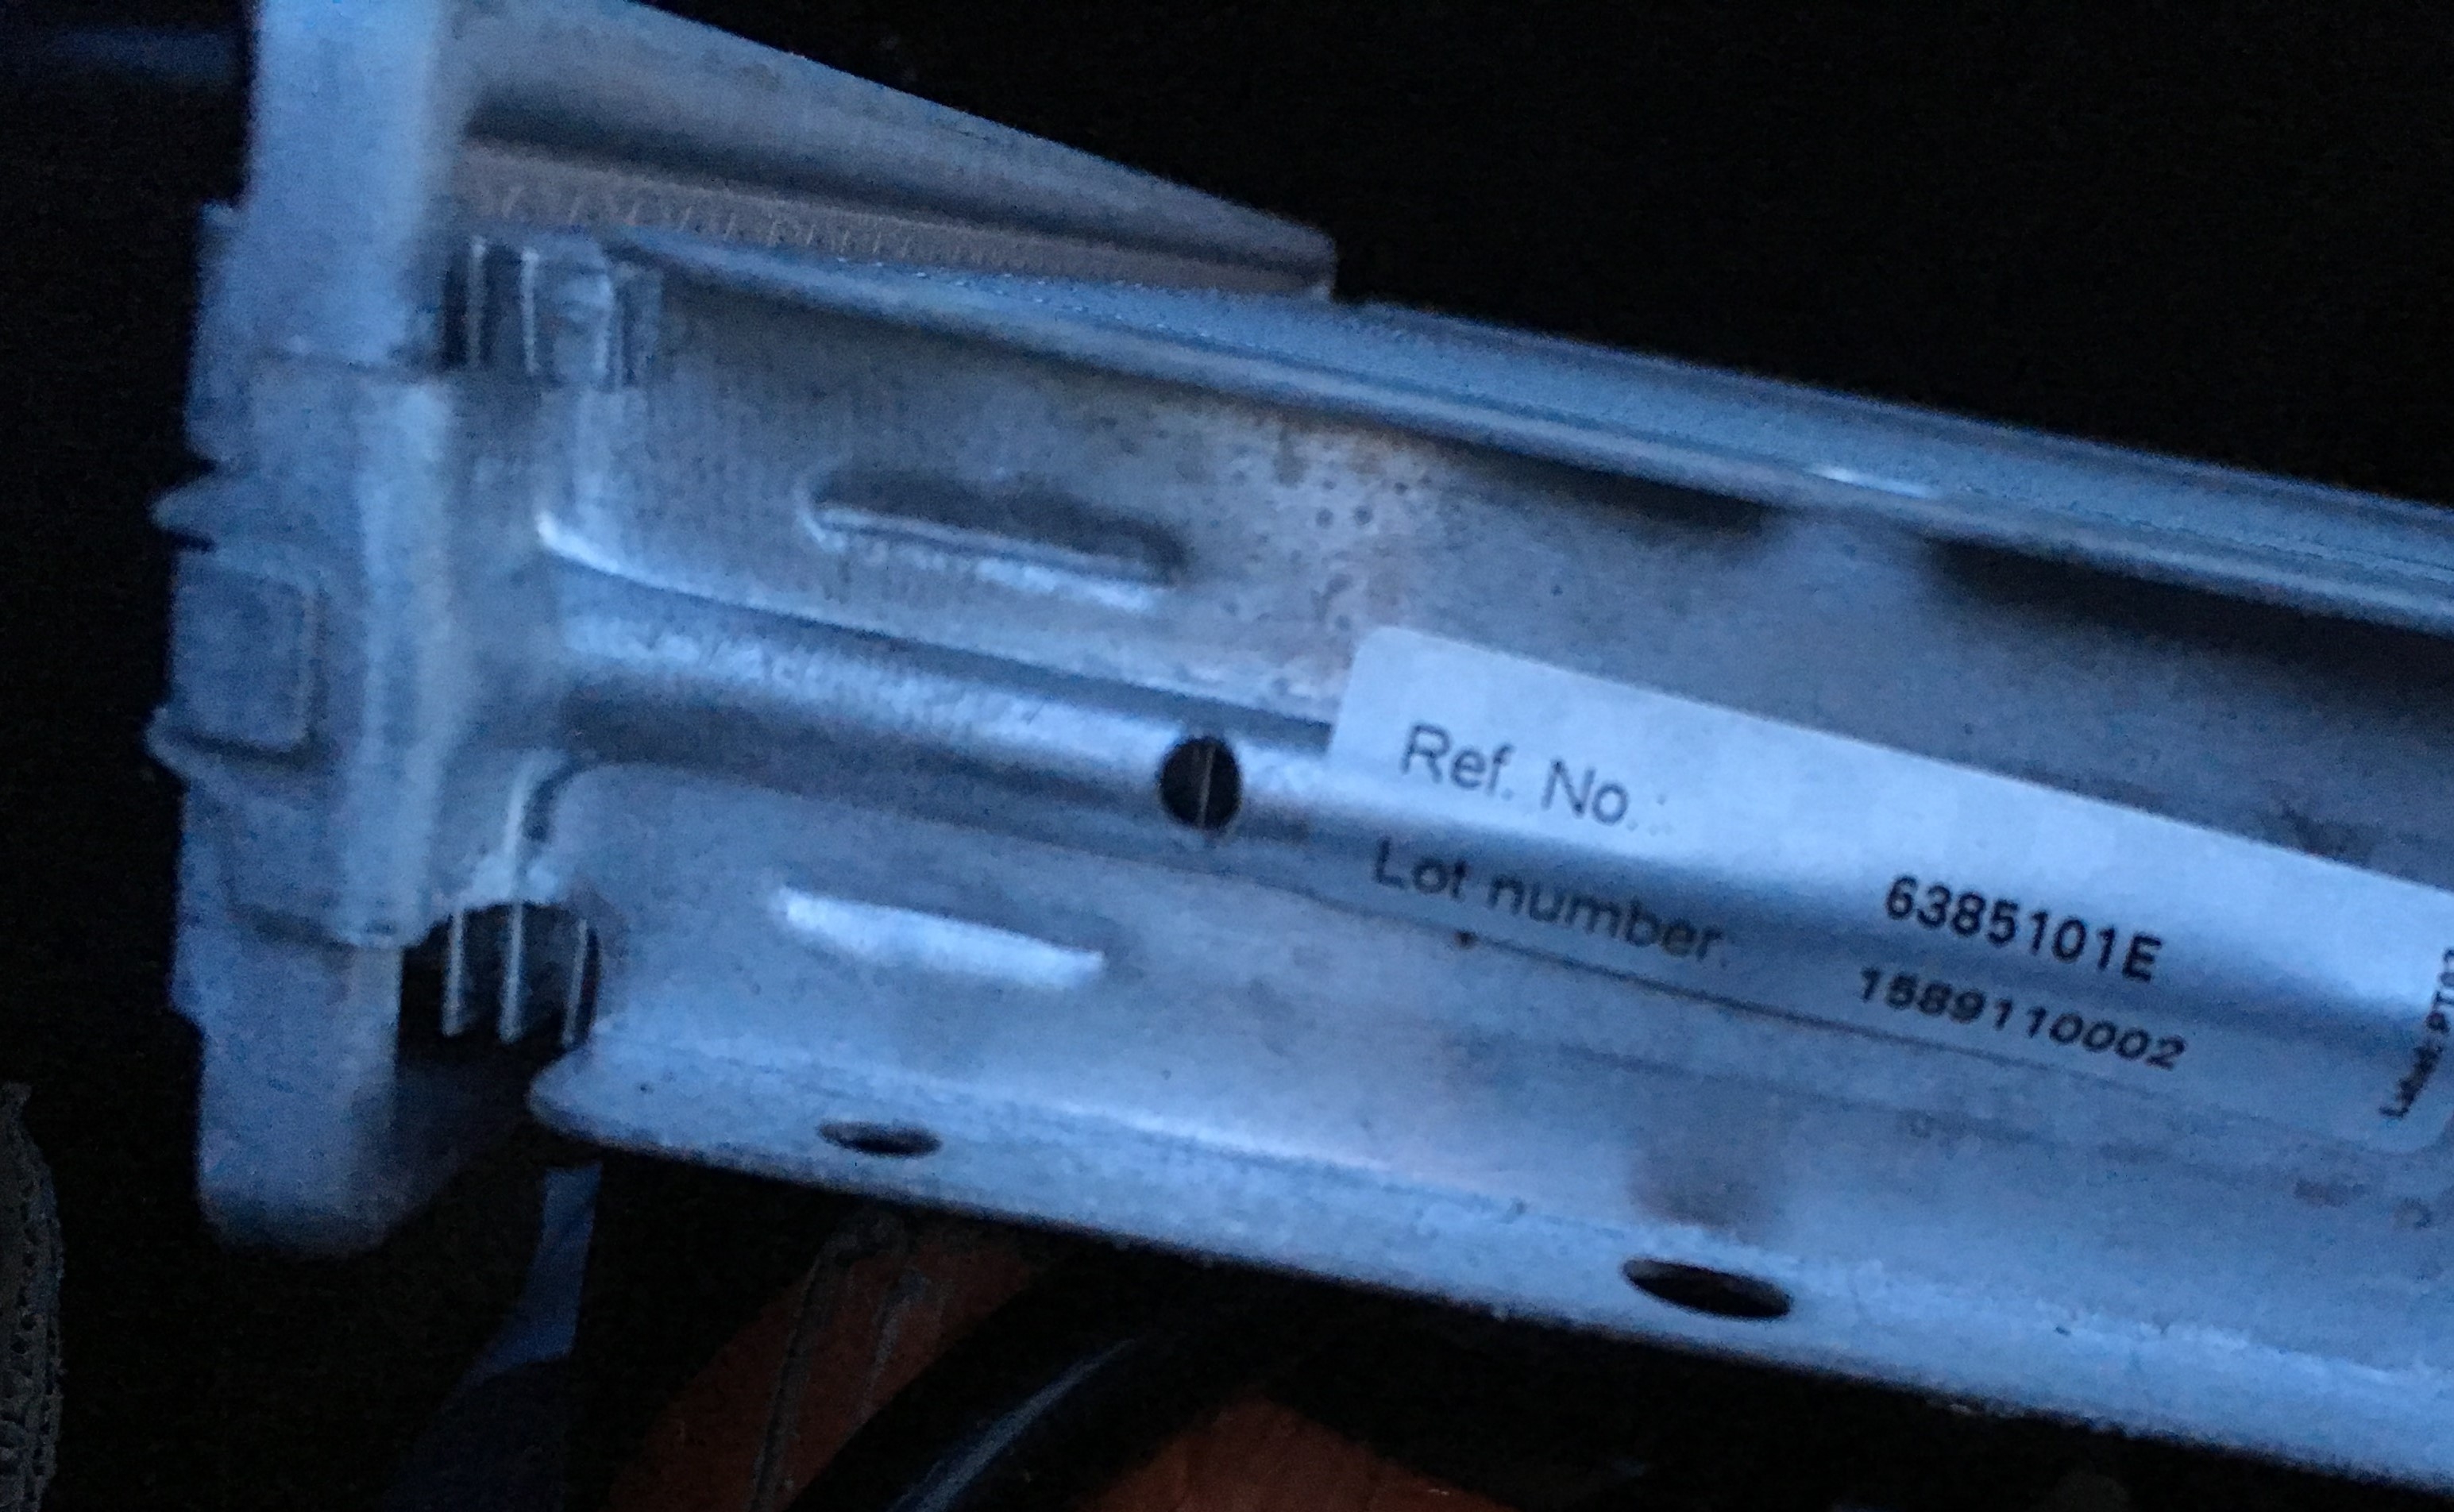 Ref. No.:
6385101E
Lot number:
1589110002